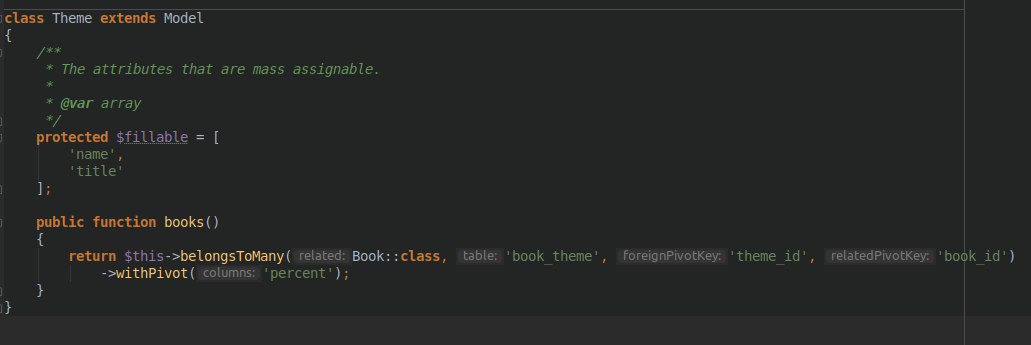 class Theme extends Model
{
    /**
     * The attributes that are mass assignable.
     *
     * @var array
     */
    protected $fillable = [
        'name',
        'title'
    ];
    public function books()
    {
        return $this->belongsToMany( related: Book::class, table: 'book_theme', foreignPivotKey: 'theme_id', relatedPivotKey: 'book_id')
            ->withPivot( columns: 'percent');
    }
}